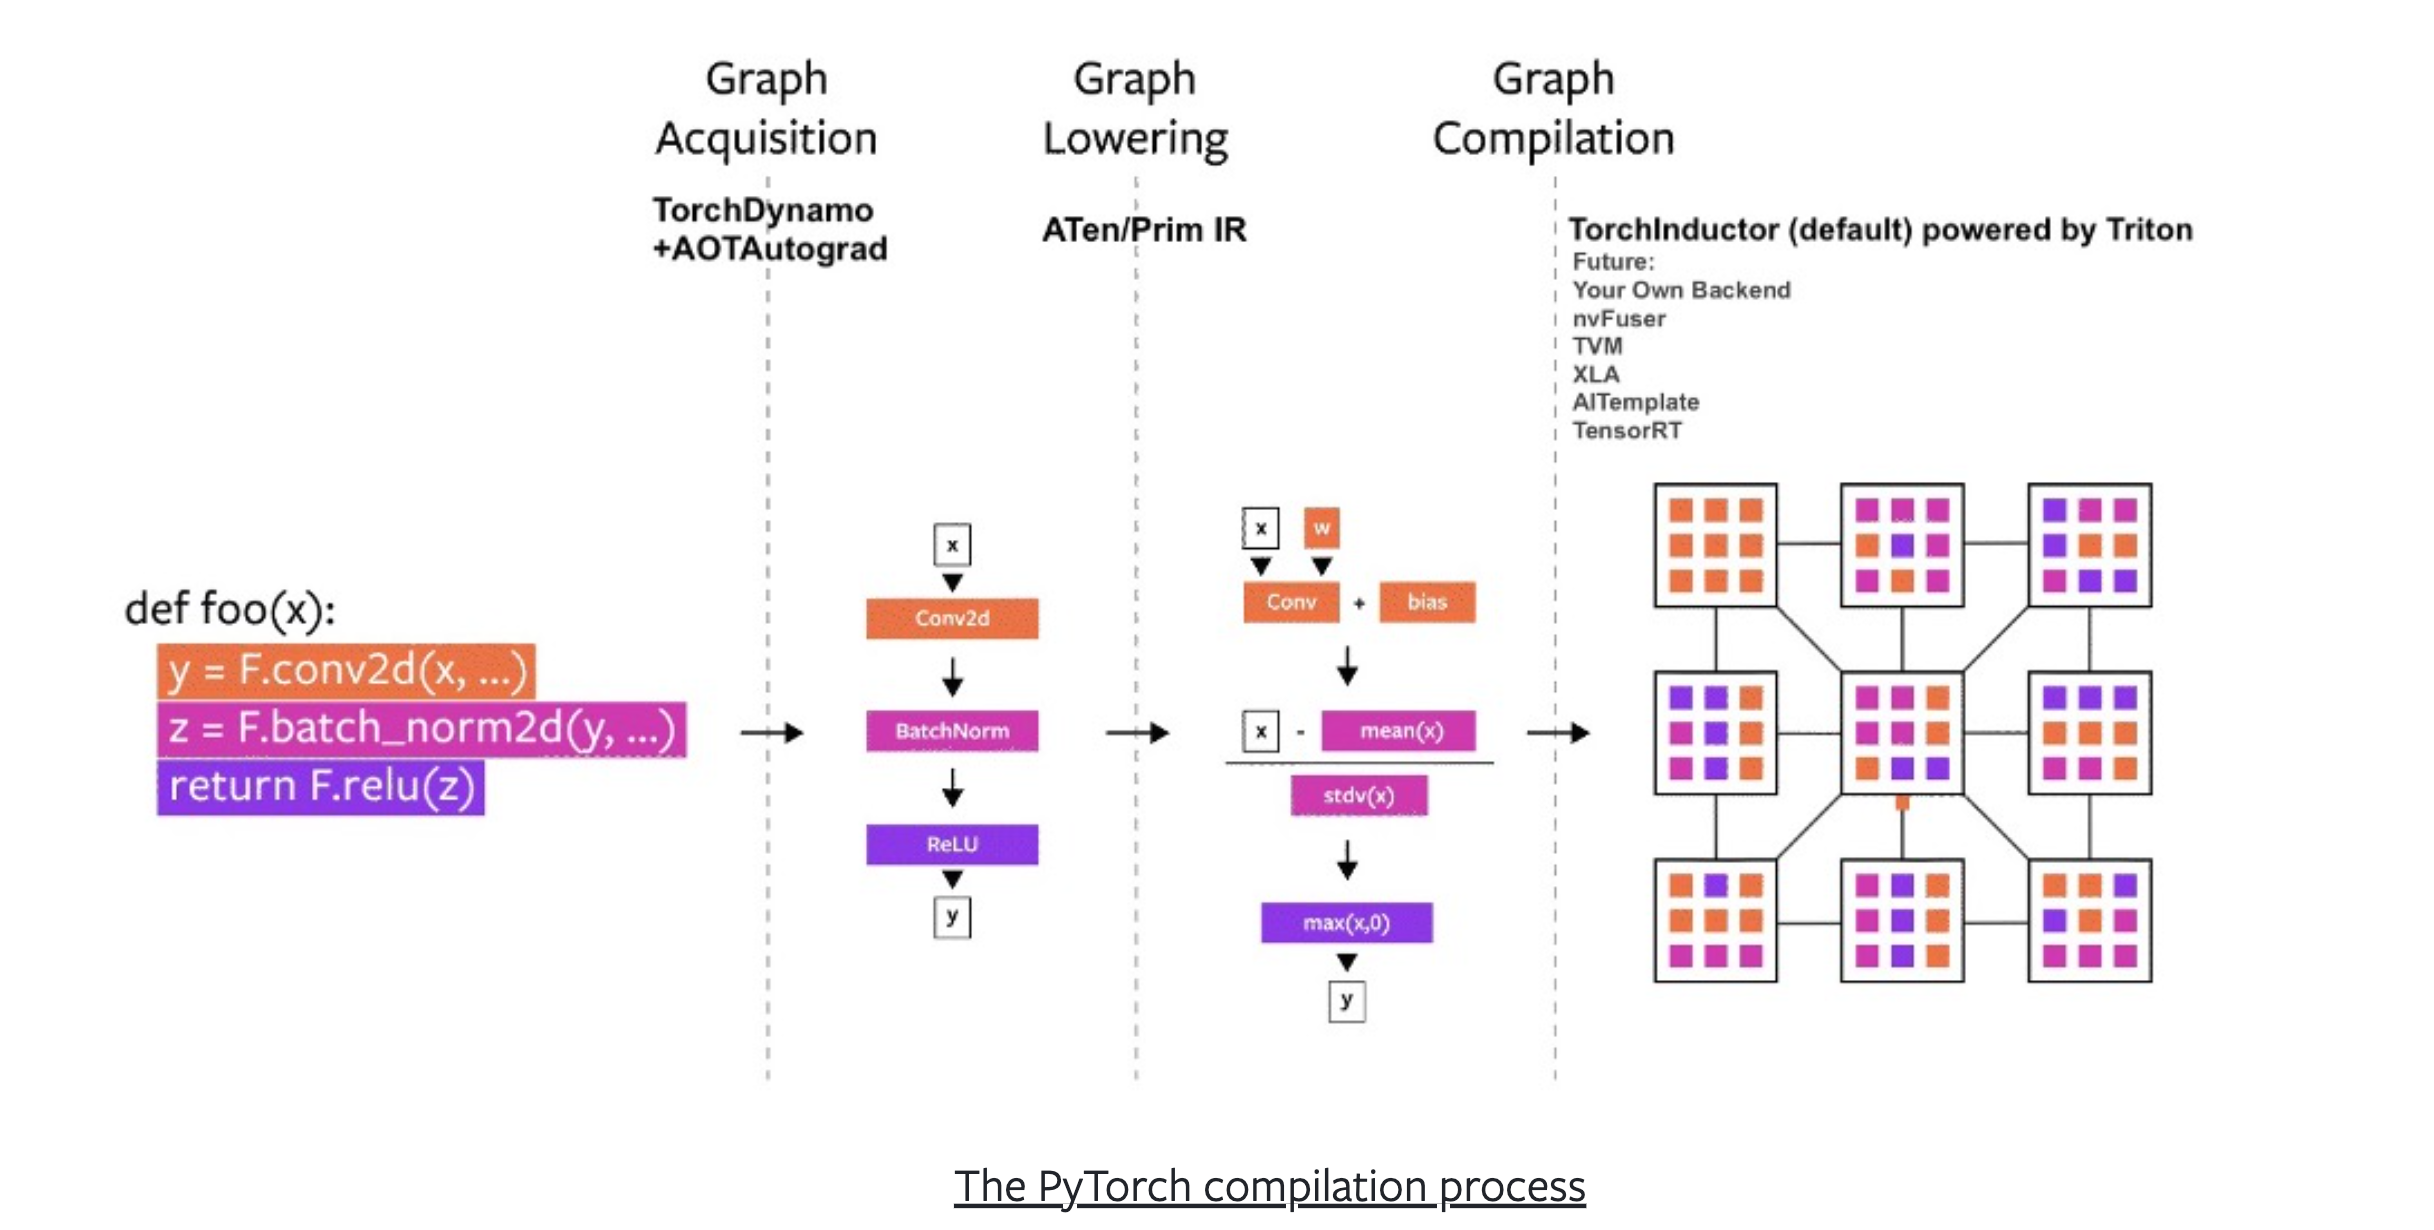 Graph
Acquisition
Graph
Lowering
Graph
Compilation
TorchDynamo
+AOTAutograd
ATen/Prim IR
TorchInductor (default) powered by Triton
Future:
Your Own Backend
nvFuser
TVM
XLA
AITemplate
TensorRT
def foo(x):
y = F.conv2d(x, ...)
z = F.batch_norm2d(y, ...)
return F.relu(z)
x
Conv2d
BatchNorm
ReLU
y
x w
Conv + bias
x - mean(x)
stdv(x)
max(x,0)
y
The PyTorch compilation process